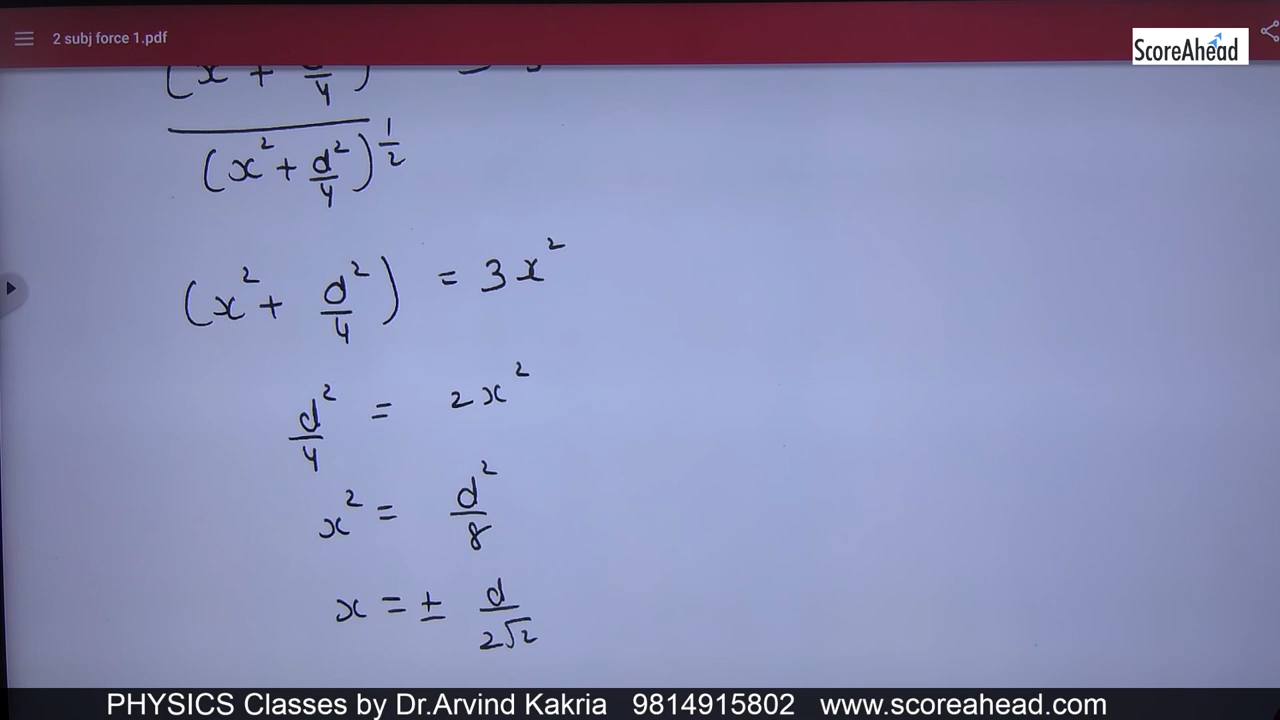 2 subj force 1.pdf
ScoreAhead
(x² + d²/4)^1/2
(x² + d²/4) = 3x²
d²/4 = 2x²
x² = d²/8
x = ± d/2√2
PHYSICS Classes by Dr.Arvind Kakria 9814915802 www.scoreahead.com